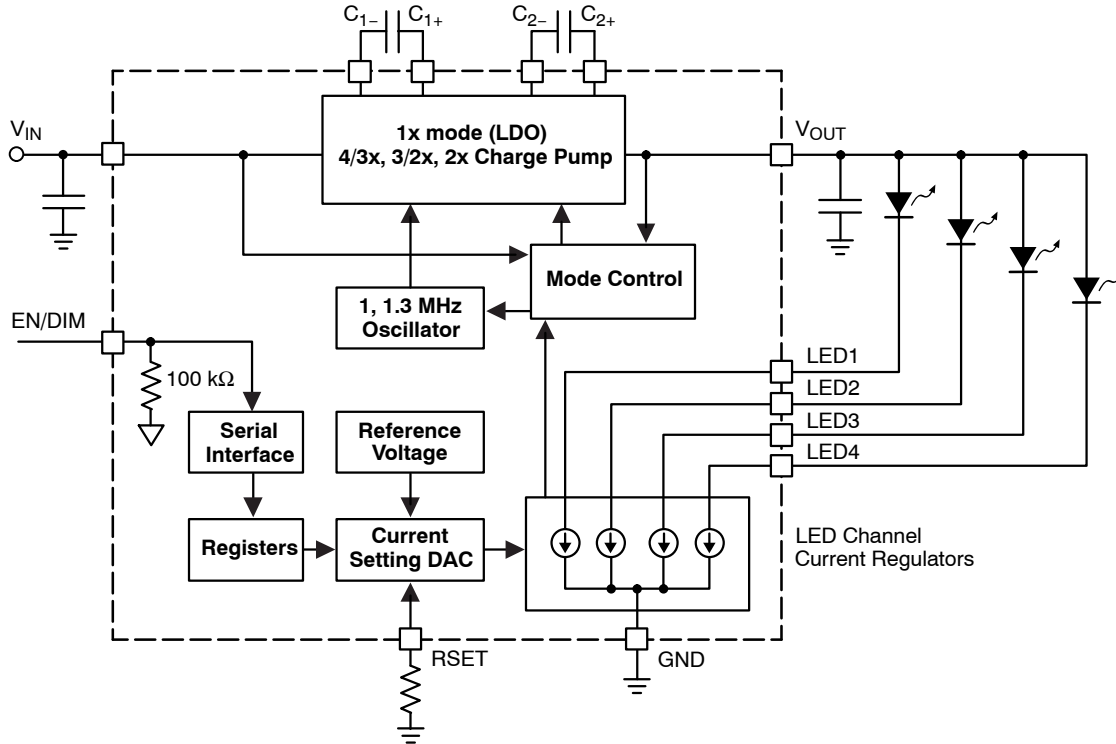 C1− C1+ C2− C2+
VIN
1x mode (LDO)
4/3x, 3/2x, 2x Charge Pump
VOUT
Mode Control
1, 1.3 MHz
Oscillator
EN/DIM
100 kΩ
LED1
LED2
LED3
LED4
Serial
Interface
Reference
Voltage
Registers
Current
Setting DAC
LED Channel
Current Regulators
RSET
GND